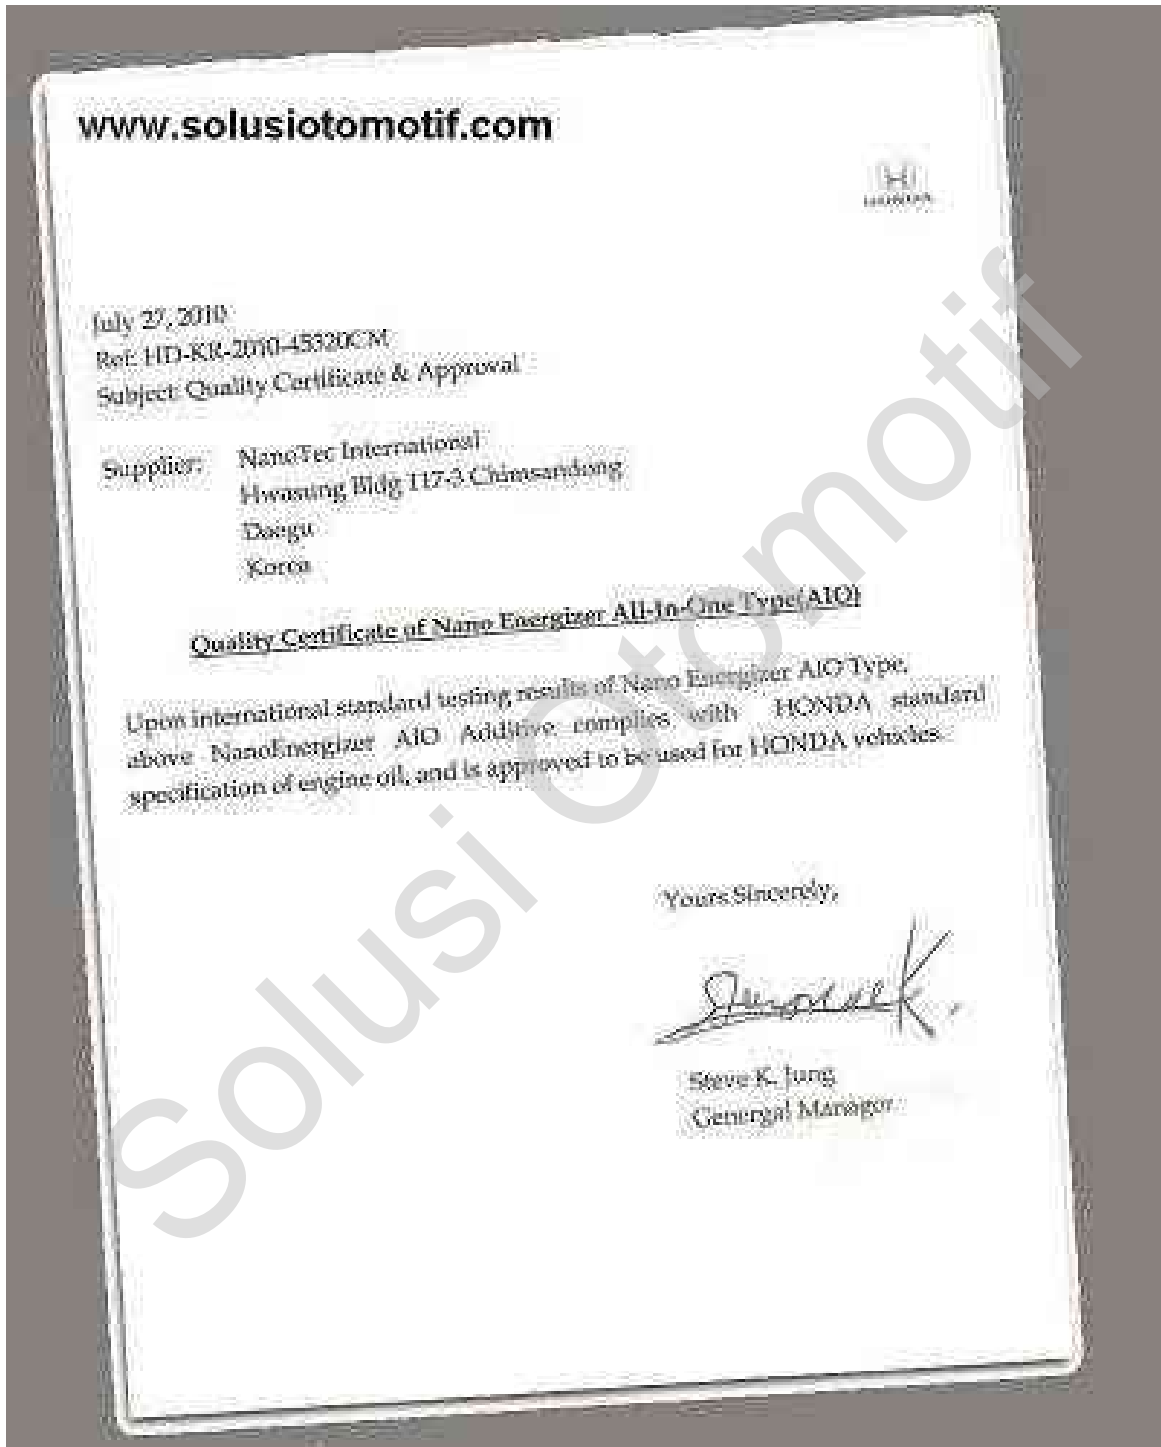 www.solusiotomotif.com
HONDA
July 27, 2010
Ref: HD-KR-2010-45320CM
Subject: Quality Certificate & Approval
Supplier: NanoTec International
Hwasung Bldg 117-3 Chimsandong
Daegu
Korea
Quality Certificate of Nano Energizer All-In-One Type(AIO)
Upon international standard testing results of Nano Energizer AIO Type,
above NanoEnergizer AIO Additive complies with HONDA standard
specification of engine oil, and is approved to be used for HONDA vehicles.
Yours Sincerely,
Steve K. Jung
Genergal Manager
Solusi Otomotif